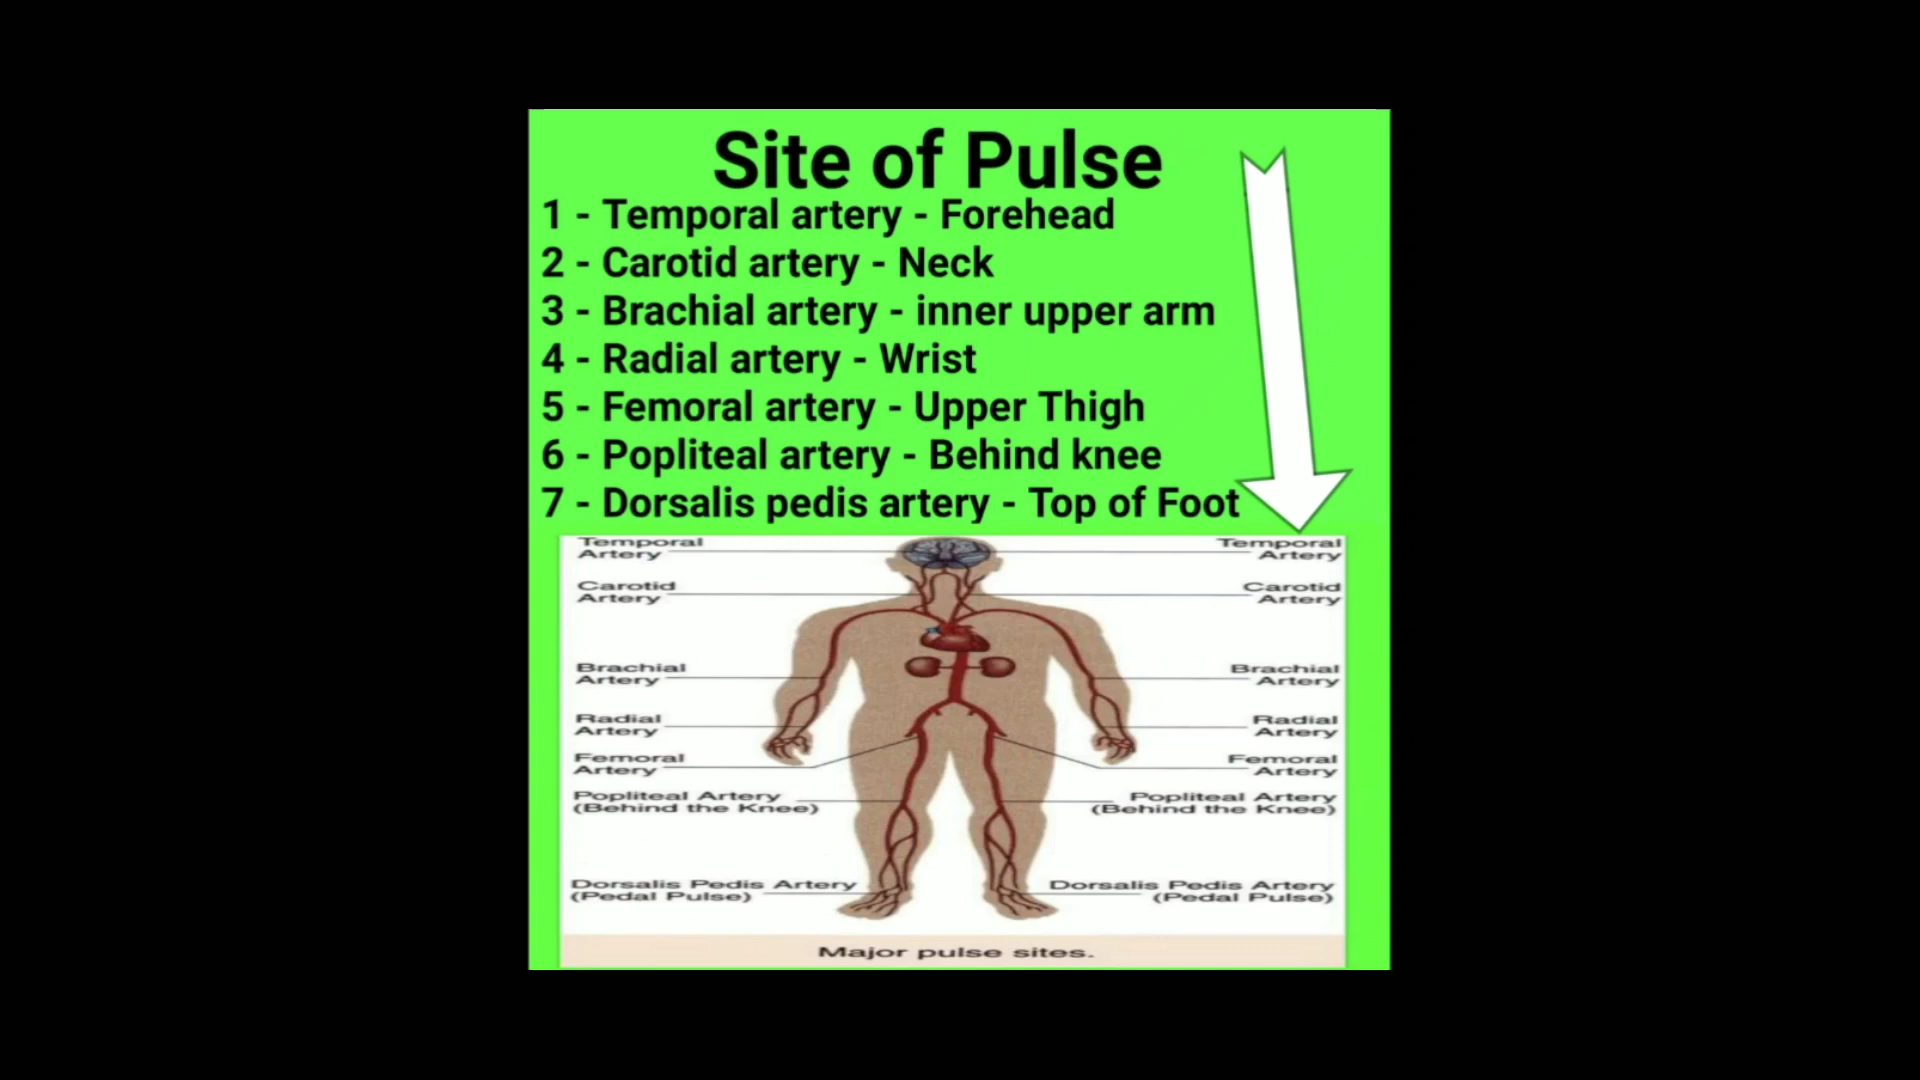 Site of Pulse
1 - Temporal artery - Forehead
2 - Carotid artery - Neck
3 - Brachial artery - inner upper arm
4 - Radial artery - Wrist
5 - Femoral artery - Upper Thigh
6 - Popliteal artery - Behind knee
7 - Dorsalis pedis artery - Top of Foot
Temporal
Artery
Temporal
Artery
Carotid
Artery
Carotid
Artery
Brachial
Artery
Brachial
Artery
Radial
Artery
Radial
Artery
Femoral
Artery
Femoral
Artery
Popliteal Artery
(Behind the Knee)
Popliteal Artery
(Behind the Knee)
Dorsalis Pedis Artery
(Pedal Pulse)
Dorsalis Pedis Artery
(Pedal Pulse)
Major pulse sites.